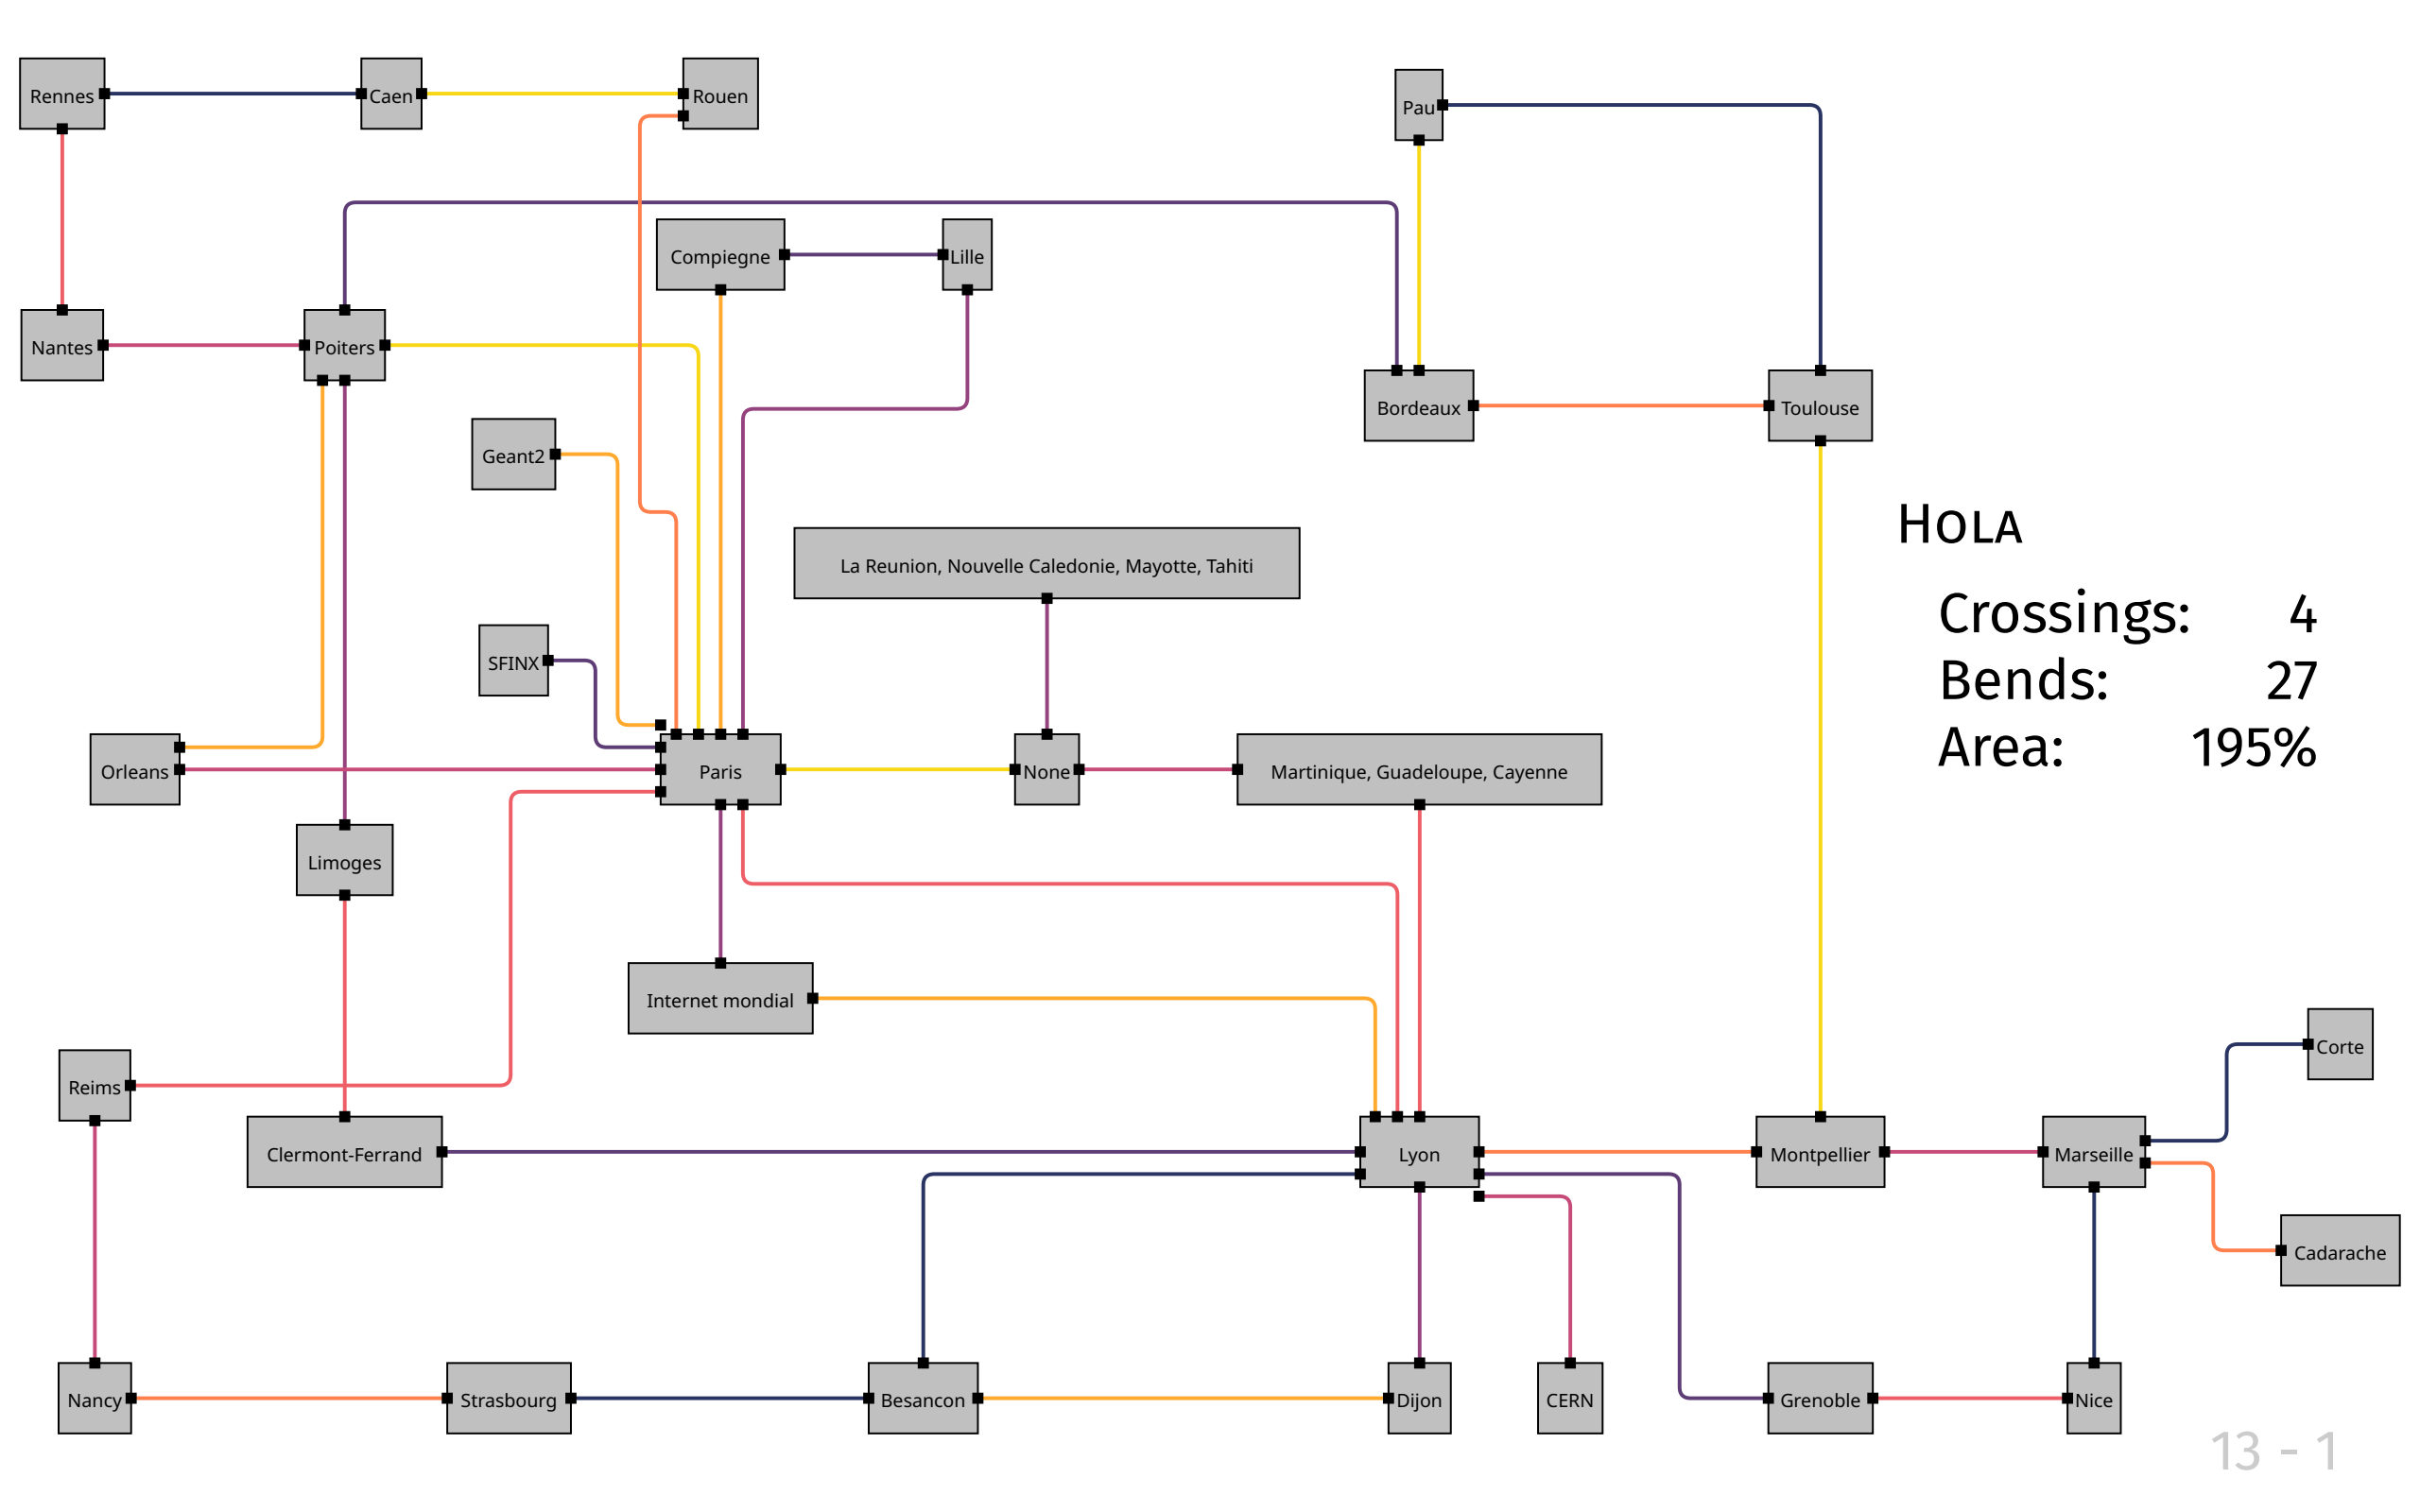 Rennes
Caen
Rouen
Pau
Compiegne
Lille
Nantes
Poiters
Bordeaux
Toulouse
Geant2
HOLA
La Reunion, Nouvelle Caledonie, Mayotte, Tahiti
Crossings: 4
SFINX
Bends: 27
Area: 195%
Orleans
Paris
None
Martinique, Guadeloupe, Cayenne
Limoges
Internet mondial
Corte
Reims
Clermont-Ferrand
Lyon
Montpellier
Marseille
Cadarache
Nancy
Strasbourg
Besancon
Dijon
CERN
Grenoble
Nice
13 - 1